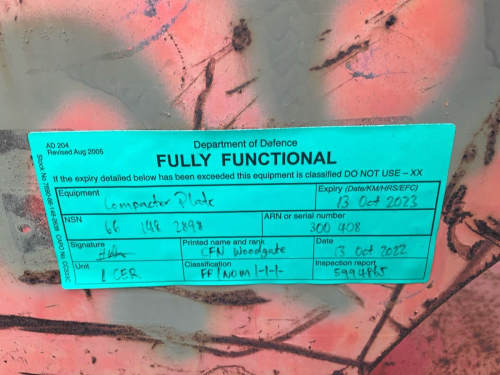 AD 204
Revised Aug 2005
Department of Defence
FULLY FUNCTIONAL
If the expiry detailed below has been exceeded this equipment is classified DO NOT USE – XX
Equipment
Compactor Plate
Expiry (Date/KM/HRS/EFC)
13 Oct 2023
NSN
66 148 2898
ARN or serial number
300 408
Signature
Printed name and rank
CFN Woodgate
Date
13 Oct 2022
Unit
1 CER
Classification
FF/Nom/-/-/-
Inspection report
5994865